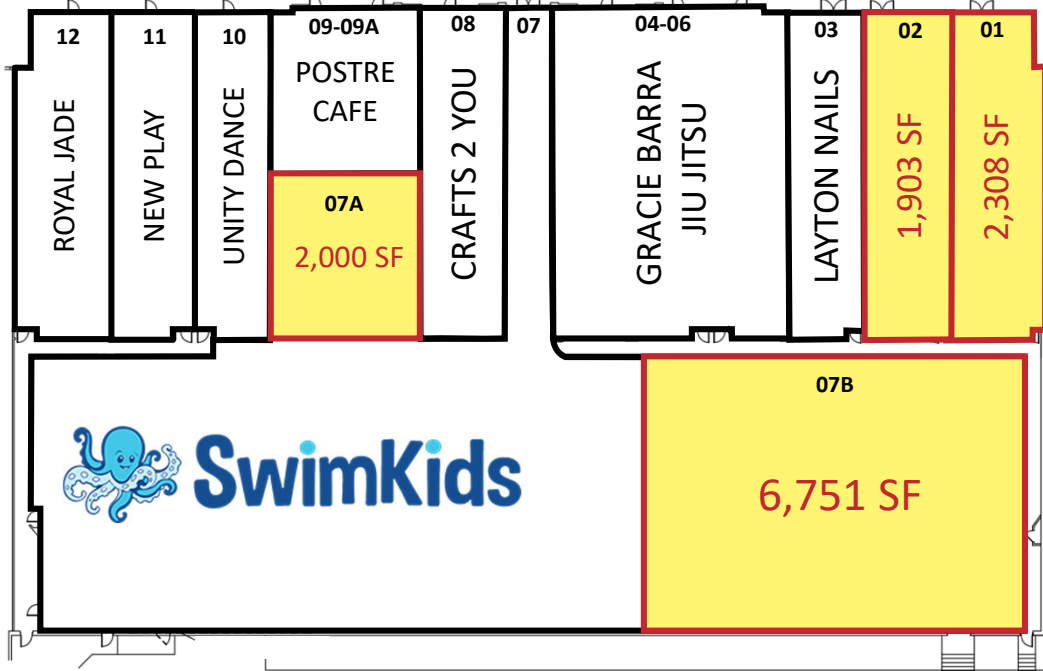 12
ROYAL JADE
11
NEW PLAY
10
UNITY DANCE
09-09A
POSTRE
CAFE
07A
2,000 SF
08
CRAFTS 2 YOU
07
04-06
GRACIE BARRA
JIU JITSU
03
LAYTON NAILS
02
1,903 SF
01
2,308 SF
SwimKids
07B
6,751 SF